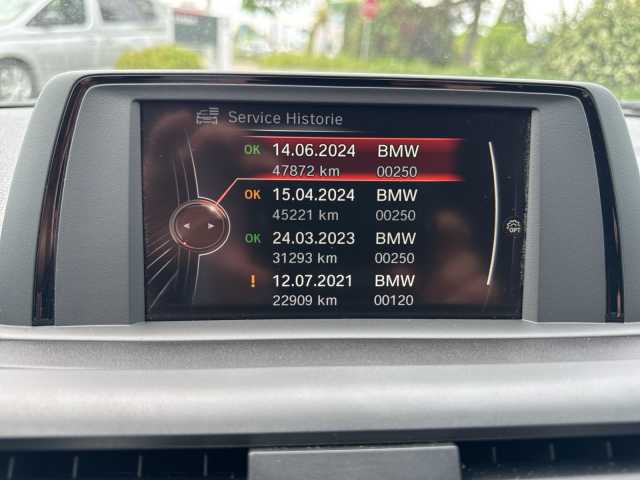 Service Historie
OK 14.06.2024 BMW
47872 km 00250
OK 15.04.2024 BMW
45221 km 00250
OK 24.03.2023 BMW
31293 km 00250
! 12.07.2021 BMW
22909 km 00120
OPT